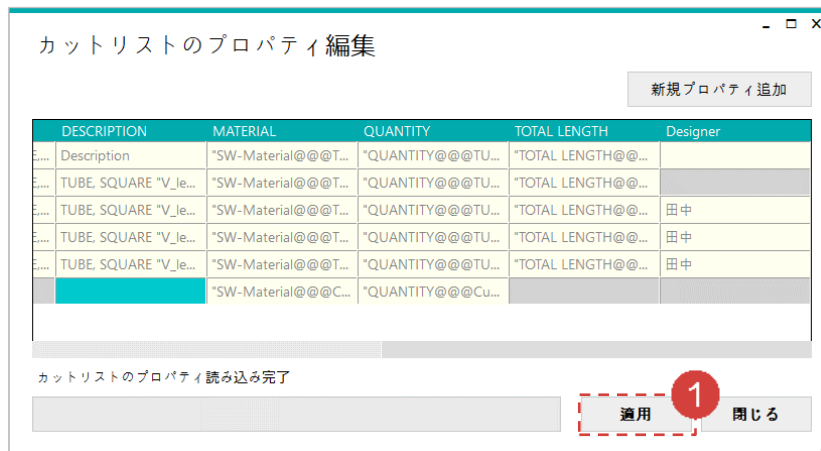 カットリストのプロパティ編集
新規プロパティ追加
DESCRIPTION MATERIAL QUANTITY TOTAL LENGTH Designer
E,... Description "SW-Material@@@T... "QUANTITY@@@TU... "TOTAL LENGTH@@...
E,... TUBE, SQUARE "V_le... "SW-Material@@@T... "QUANTITY@@@TU... "TOTAL LENGTH@@...
E,... TUBE, SQUARE "V_le... "SW-Material@@@T... "QUANTITY@@@TU... "TOTAL LENGTH@@... 田中
E,... TUBE, SQUARE "V_le... "SW-Material@@@T... "QUANTITY@@@TU... "TOTAL LENGTH@@... 田中
E,... TUBE, SQUARE "V_le... "SW-Material@@@T... "QUANTITY@@@TU... "TOTAL LENGTH@@... 田中
"SW-Material@@@C... "QUANTITY@@@Cu...
カットリストのプロパティ読み込み完了
1
適用 閉じる